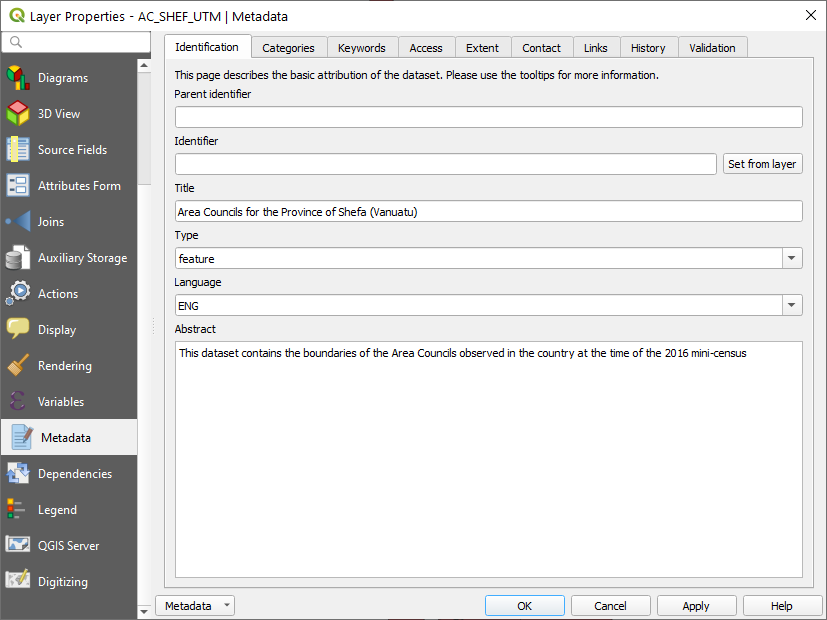 Layer Properties - AC_SHEF_UTM | Metadata
Diagrams
3D View
Source Fields
Attributes Form
Joins
Auxiliary Storage
Actions
Display
Rendering
Variables
Metadata
Dependencies
Legend
QGIS Server
Digitizing
Identification Categories Keywords Access Extent Contact Links History Validation
This page describes the basic attribution of the dataset. Please use the tooltips for more information.
Parent identifier
Identifier
Set from layer
Title
Area Councils for the Province of Shefa (Vanuatu)
Type
feature
Language
ENG
Abstract
This dataset contains the boundaries of the Area Councils observed in the country at the time of the 2016 mini-census
Metadata OK Cancel Apply Help